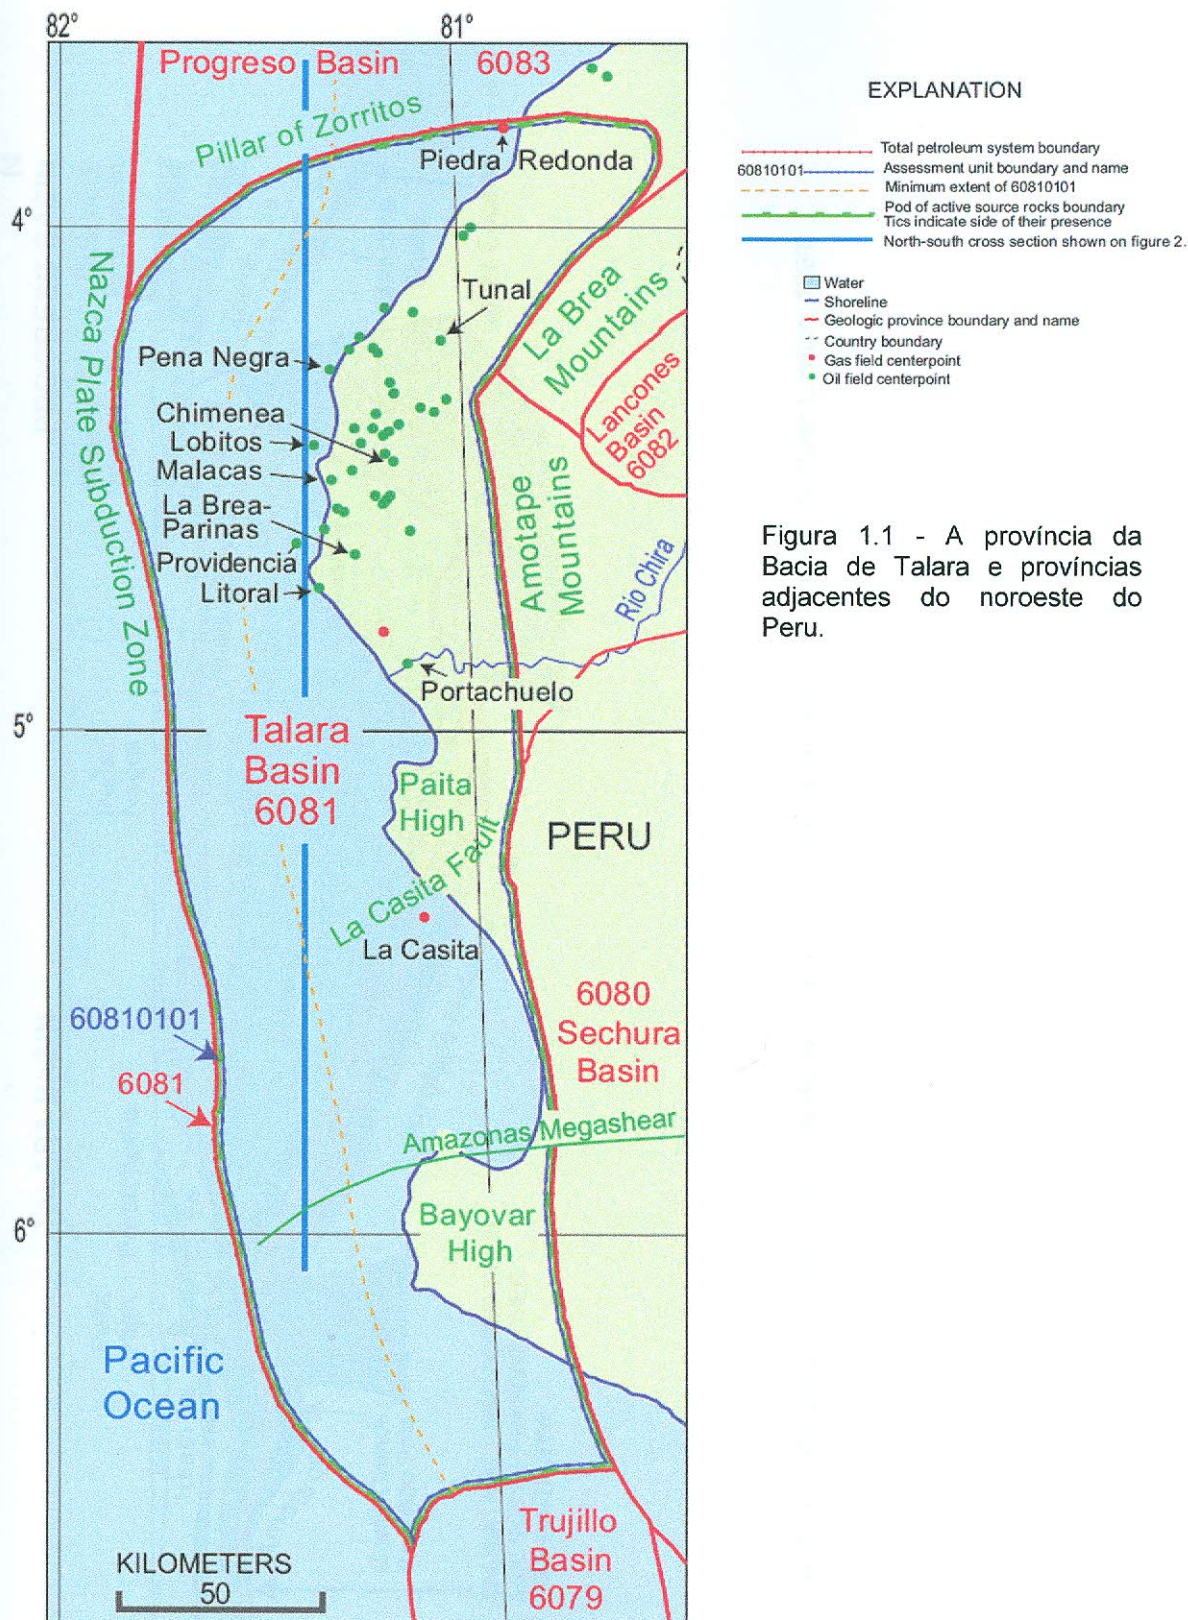 82°
81°
Progreso Basin 6083
Pillar of Zorritos
Piedra Redonda
4°
Nazca Plate Subduction Zone
Tunal
La Brea
Mountains
Pena Negra
Lancones
Basin
6082
Chimenea
Lobitos
Malacas
La Brea-
Parinas
Providencia
Litoral
Amotape
Mountains
Rio Chira
Portachuelo
5°
Talara
Basin
6081
Paita
High
PERU
La Casita Fault
La Casita
6080
Sechura
Basin
60810101
6081
Amazonas Megashear
Bayovar
High
6°
Pacific
Ocean
Trujillo
Basin
6079
KILOMETERS
50
EXPLANATION
Total petroleum system boundary
60810101 Assessment unit boundary and name
Minimum extent of 60810101
Pod of active source rocks boundary
Tics indicate side of their presence
North-south cross section shown on figure 2.
Water
Shoreline
Geologic province boundary and name
Country boundary
Gas field centerpoint
Oil field centerpoint
Figura 1.1 - A província da
Bacia de Talara e províncias
adjacentes do noroeste do
Peru.